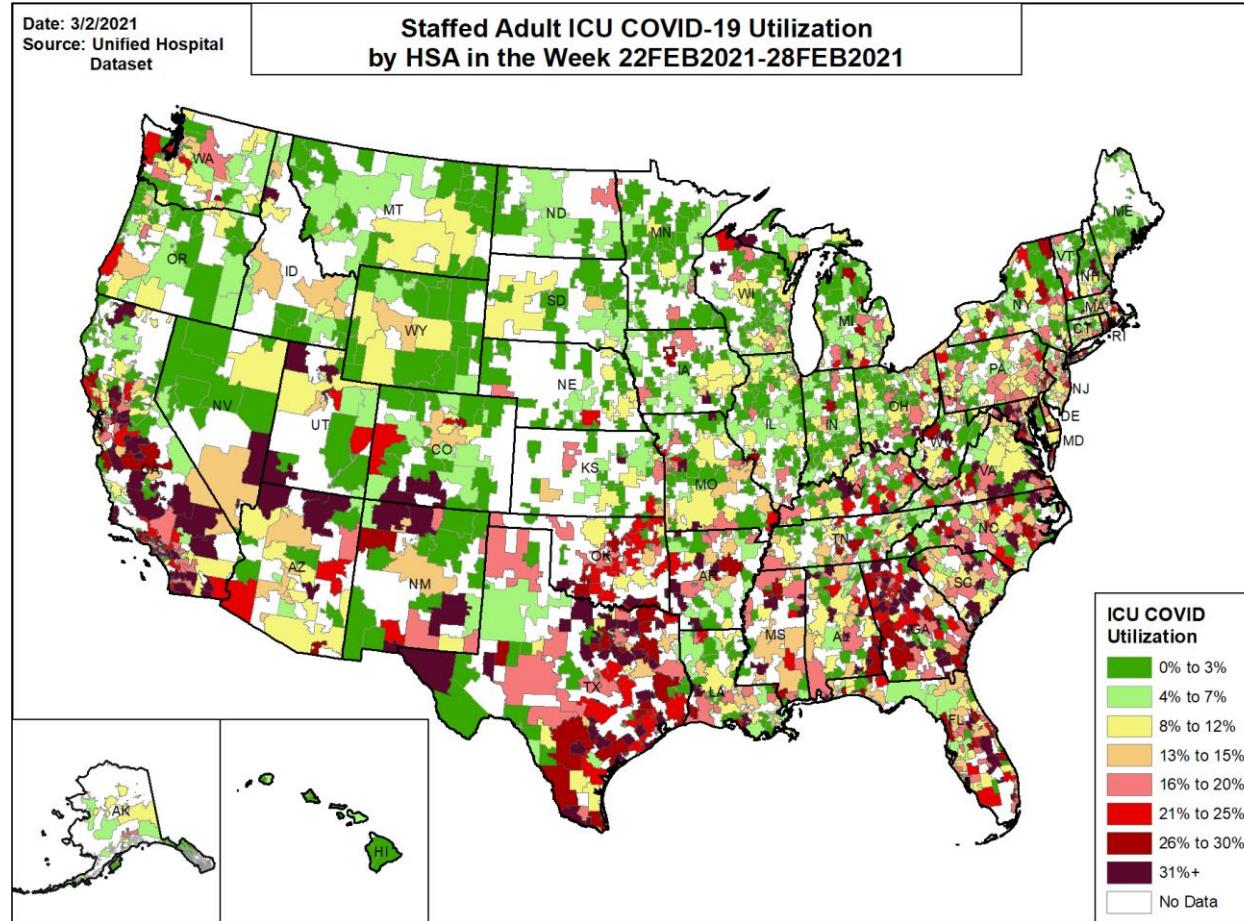 Date: 3/2/2021
Source: Unified Hospital
Dataset
Staffed Adult ICU COVID-19 Utilization
by HSA in the Week 22FEB2021-28FEB2021
WA
MT
ND
MN
ME
OR
ID
SD
WI
VT
NH
NY
MA
WY
MI
CT
RI
IA
PA
NE
NJ
NV
OH
IL
IN
DE
UT
CO
MD
WV
CA
KS
MO
KY
VA
NC
TN
OK
AZ
NM
AR
SC
MS
AL
GA
TX
LA
FL
AK
HI
ICU COVID
Utilization
0% to 3%
4% to 7%
8% to 12%
13% to 15%
16% to 20%
21% to 25%
26% to 30%
31%+
No Data